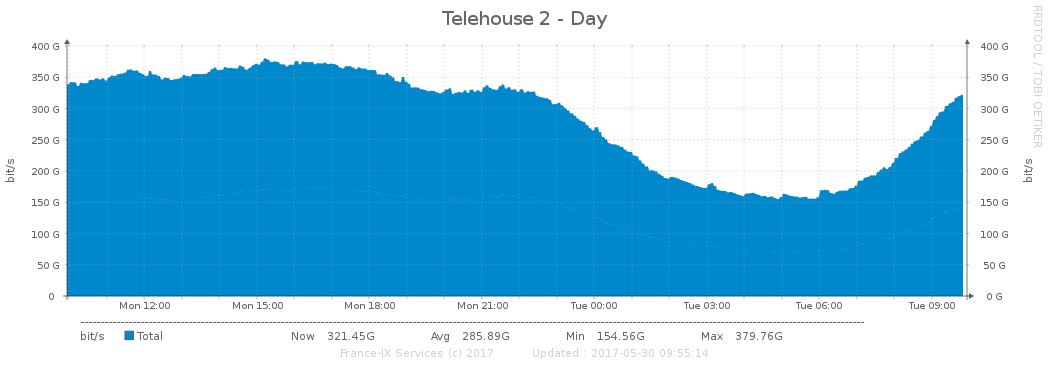 Telehouse 2 - Day
RRDTOOL / TOBI OETIKER
bit/s
400 G 400 G
350 G 350 G
300 G 300 G
250 G 250 G
200 G 200 G
150 G 150 G
100 G 100 G
50 G 50 G
0 0 G
bit/s
Mon 12:00 Mon 15:00 Mon 18:00 Mon 21:00 Tue 00:00 Tue 03:00 Tue 06:00 Tue 09:00
bit/s Total Now 321.45G Avg 285.89G Min 154.56G Max 379.76G
France-IX Services (c) 2017 Updated : 2017-05-30 09:55:14